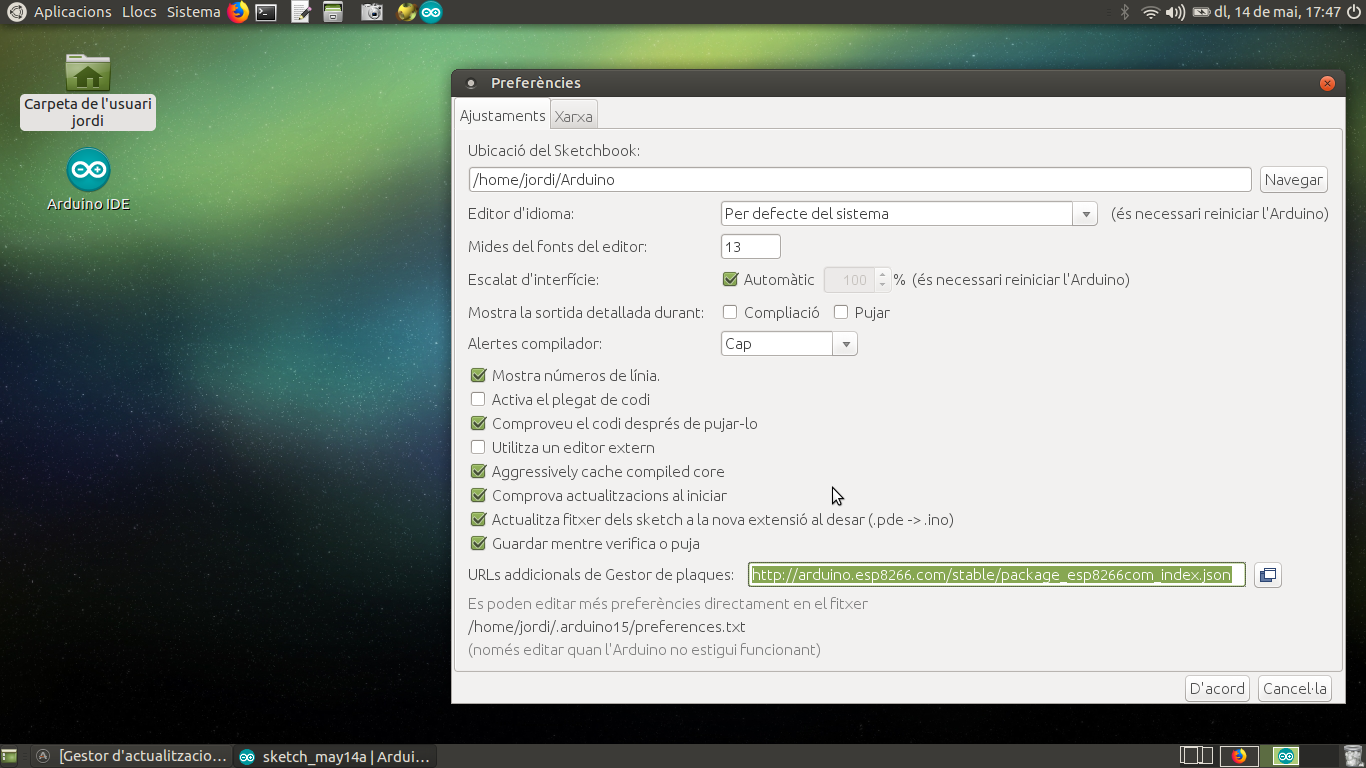 Aplicacions Llocs Sistema dl, 14 de mai, 17:47
Carpeta de l'usuari
jordi
Arduino IDE
Preferències
Ajustaments Xarxa
Ubicació del Sketchbook:
/home/jordi/Arduino Navegar
Editor d'idioma: Per defecte del sistema (és necessari reiniciar l'Arduino)
Mides del fonts del editor: 13
Escalat d'interfície: Automàtic 100 % (és necessari reiniciar l'Arduino)
Mostra la sortida detallada durant: Compliació Pujar
Alertes compilador: Cap
Mostra números de línia.
Activa el plegat de codi
Comproveu el codi després de pujar-lo
Utilitza un editor extern
Aggressively cache compiled core
Comprova actualitzacions al iniciar
Actualitza fitxer dels sketch a la nova extensió al desar (.pde -> .ino)
Guardar mentre verifica o puja
URLs addicionals de Gestor de plaques: http://arduino.esp8266.com/stable/package_esp8266com_index.json
Es poden editar més preferències directament en el fitxer
/home/jordi/.arduino15/preferences.txt
(només editar quan l'Arduino no estigui funcionant)
D'acord Cancel·la
[Gestor d'actualitzacio... sketch_may14a | Ardui...